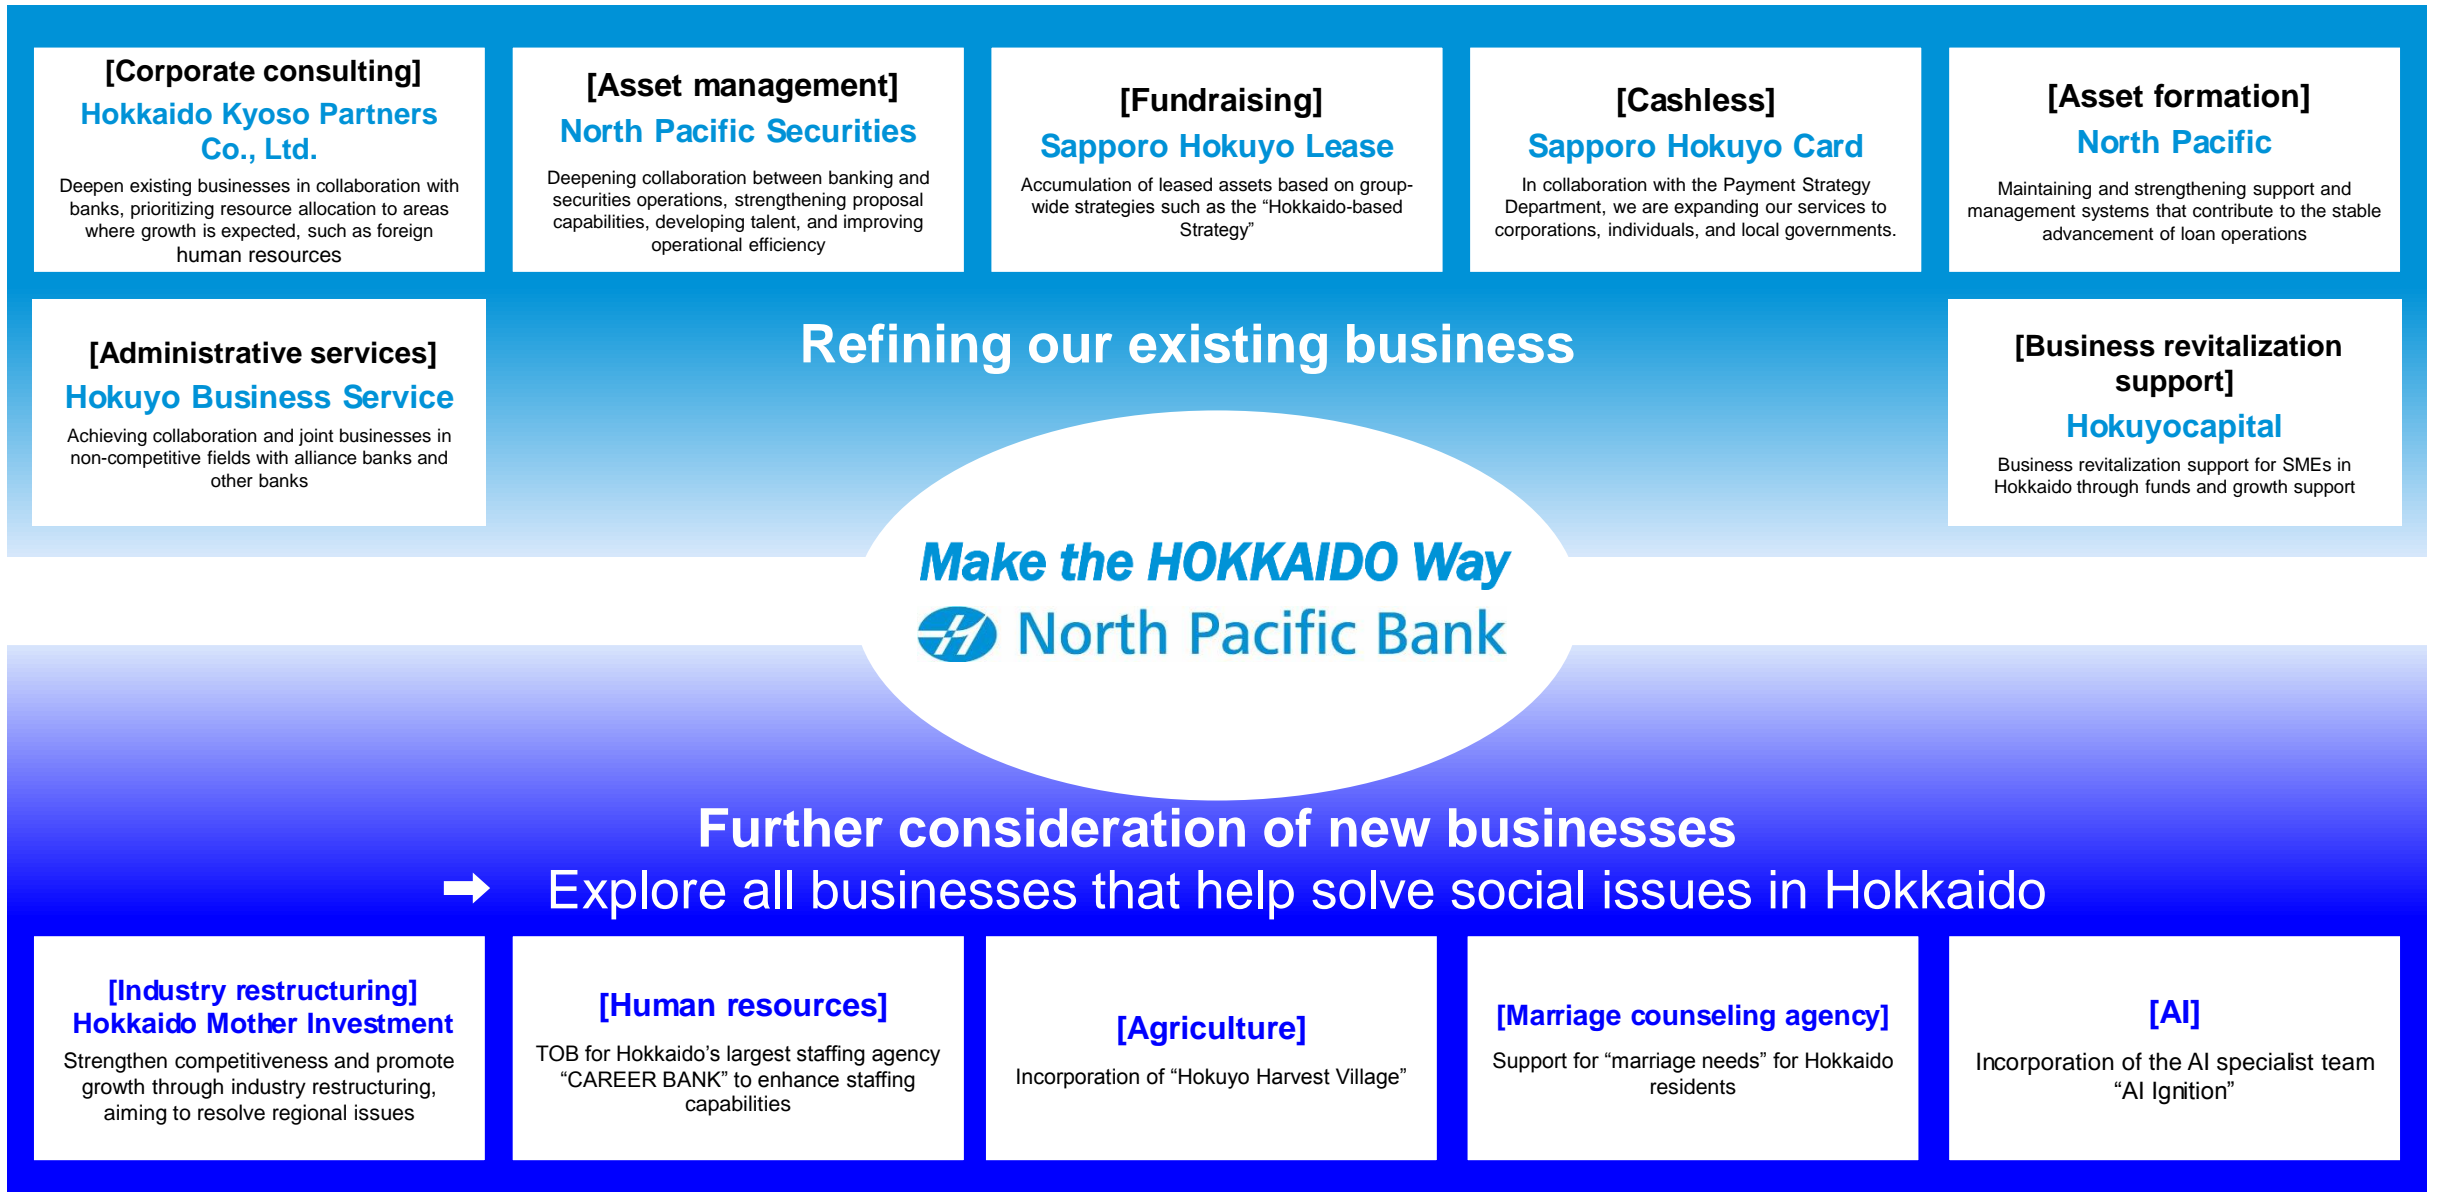 [Corporate consulting]
Hokkaido Kyoso Partners
Co., Ltd.
Deepen existing businesses in collaboration with
banks, prioritizing resource allocation to areas
where growth is expected, such as foreign
human resources
[Asset management]
North Pacific Securities
Deepening collaboration between banking and
securities operations, strengthening proposal
capabilities, developing talent, and improving
operational efficiency
[Fundraising]
Sapporo Hokuyo Lease
Accumulation of leased assets based on group-
wide strategies such as the “Hokkaido-based
Strategy”
[Cashless]
Sapporo Hokuyo Card
In collaboration with the Payment Strategy
Department, we are expanding our services to
corporations, individuals, and local governments.
[Asset formation]
North Pacific
Maintaining and strengthening support and
management systems that contribute to the stable
advancement of loan operations
[Administrative services]
Hokuyo Business Service
Achieving collaboration and joint businesses in
non-competitive fields with alliance banks and
other banks
Refining our existing business
[Business revitalization
support]
Hokuyocapital
Business revitalization support for SMEs in
Hokkaido through funds and growth support
Make the HOKKAIDO Way
North Pacific Bank
Further consideration of new businesses
➡ Explore all businesses that help solve social issues in Hokkaido
[Industry restructuring]
Hokkaido Mother Investment
Strengthen competitiveness and promote
growth through industry restructuring,
aiming to resolve regional issues
[Human resources]
TOB for Hokkaido’s largest staffing agency
“CAREER BANK” to enhance staffing
capabilities
[Agriculture]
Incorporation of “Hokuyo Harvest Village”
[Marriage counseling agency]
Support for “marriage needs” for Hokkaido
residents
[AI]
Incorporation of the AI specialist team
“AI Ignition”